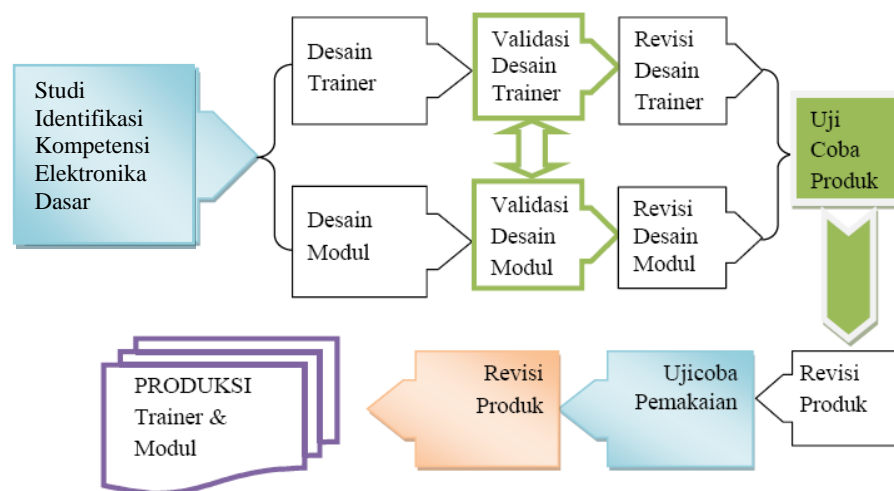 Studi
Identifikasi
Kompetensi
Elektronika
Dasar
Desain
Trainer
Validasi
Desain
Trainer
Revisi
Desain
Trainer
Desain
Modul
Validasi
Desain
Modul
Revisi
Desain
Modul
Uji
Coba
Produk
Revisi
Produk
Ujicoba
Pemakaian
Revisi
Produk
PRODUKSI
Trainer &
Modul